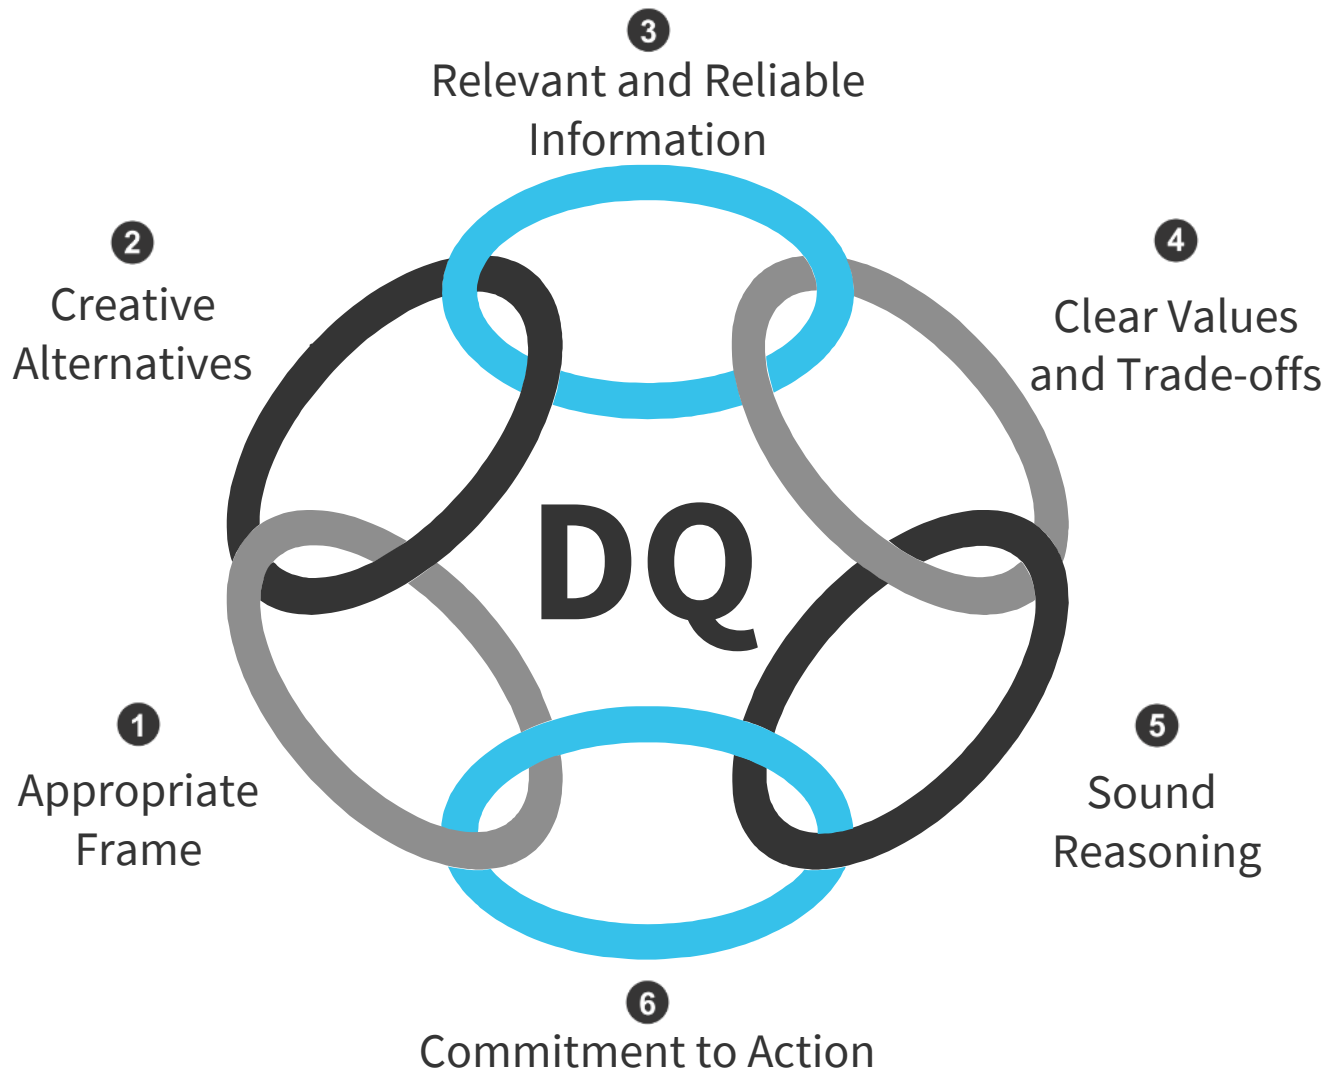 3
Relevant and Reliable
Information
2
Creative
Alternatives
4
Clear Values
and Trade-offs
DQ
1
Appropriate
Frame
5
Sound
Reasoning
6
Commitment to Action